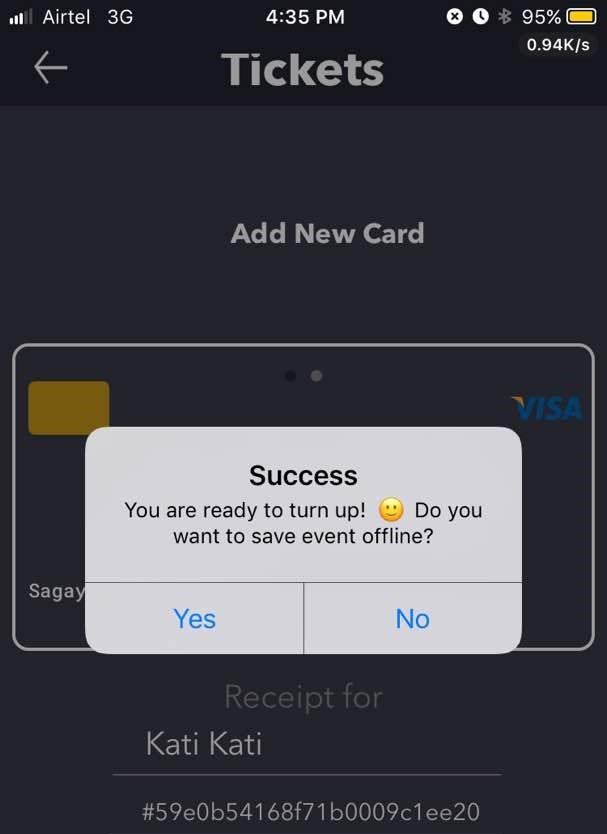 Airtel 3G 4:35 PM 95%
0.94K/s
Tickets
Add New Card
VISA
Success
You are ready to turn up! 🙂 Do you
want to save event offline?
Sagay
Yes No
Receipt for
Kati Kati
#59e0b54168f71b0009c1ee20